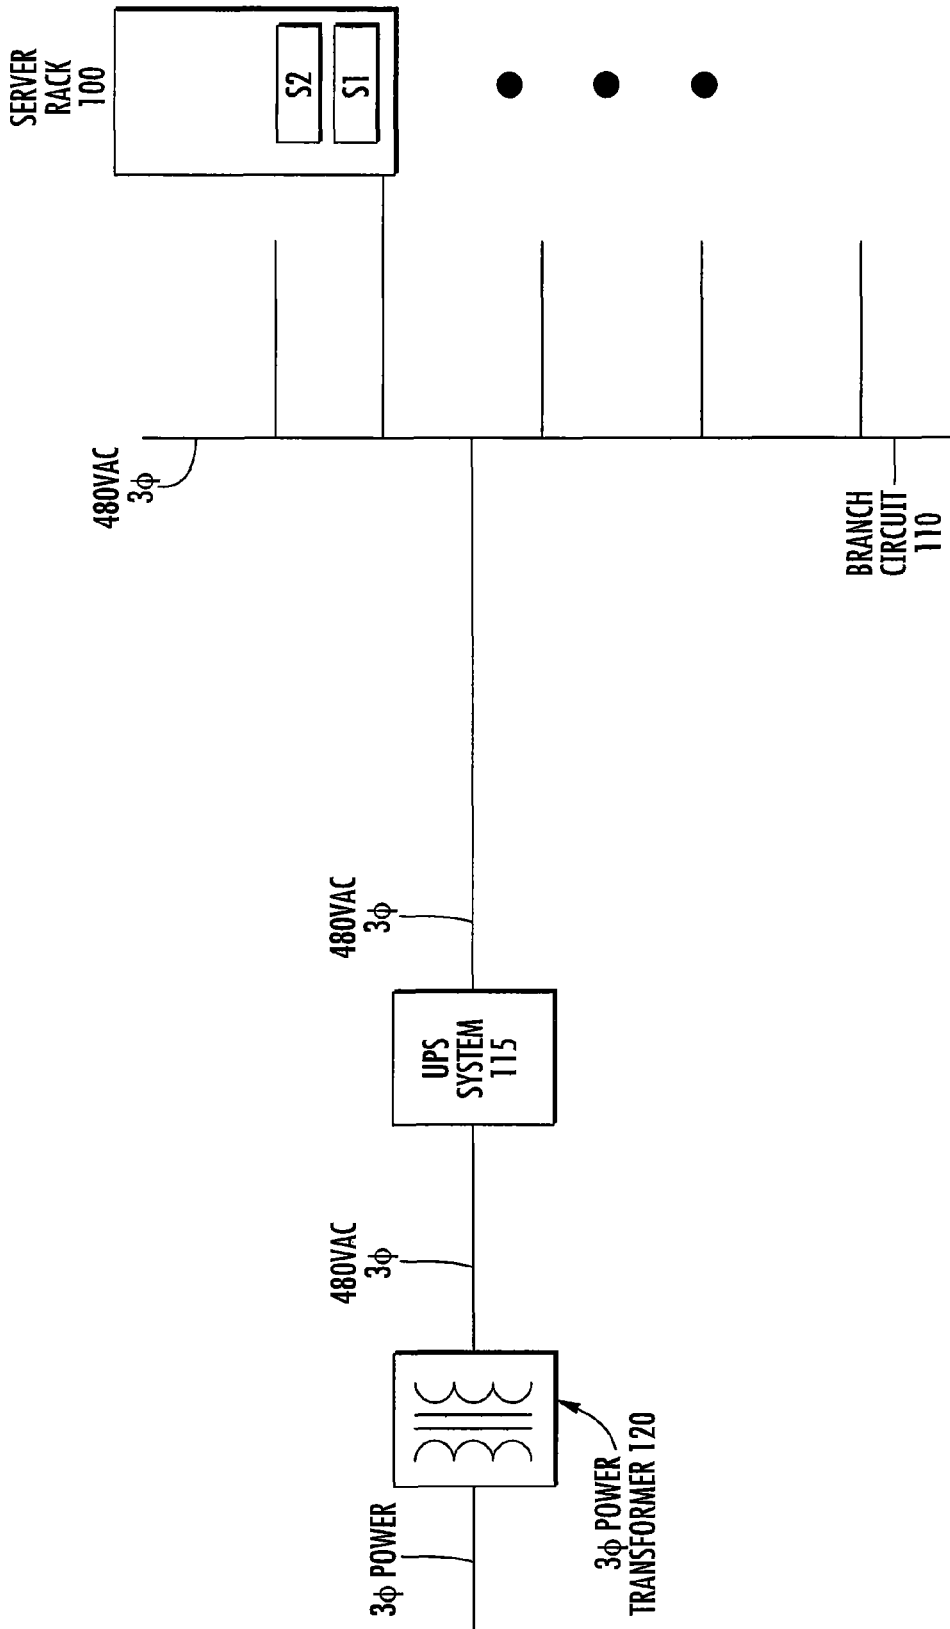 SERVER
RACK
100
S2
S1
480VAC
3ϕ
BRANCH
CIRCUIT
110
480VAC
3ϕ
UPS
SYSTEM
115
480VAC
3ϕ
3ϕ POWER
3ϕ POWER
TRANSFORMER 120